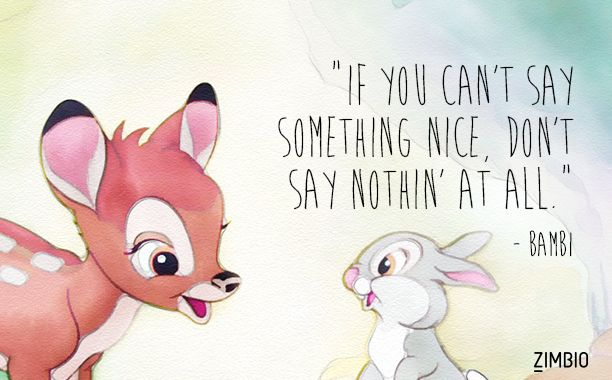 "IF YOU CAN'T SAY
SOMETHING NICE, DON'T
SAY NOTHIN' AT ALL."
- BAMBI
ZIMBIO